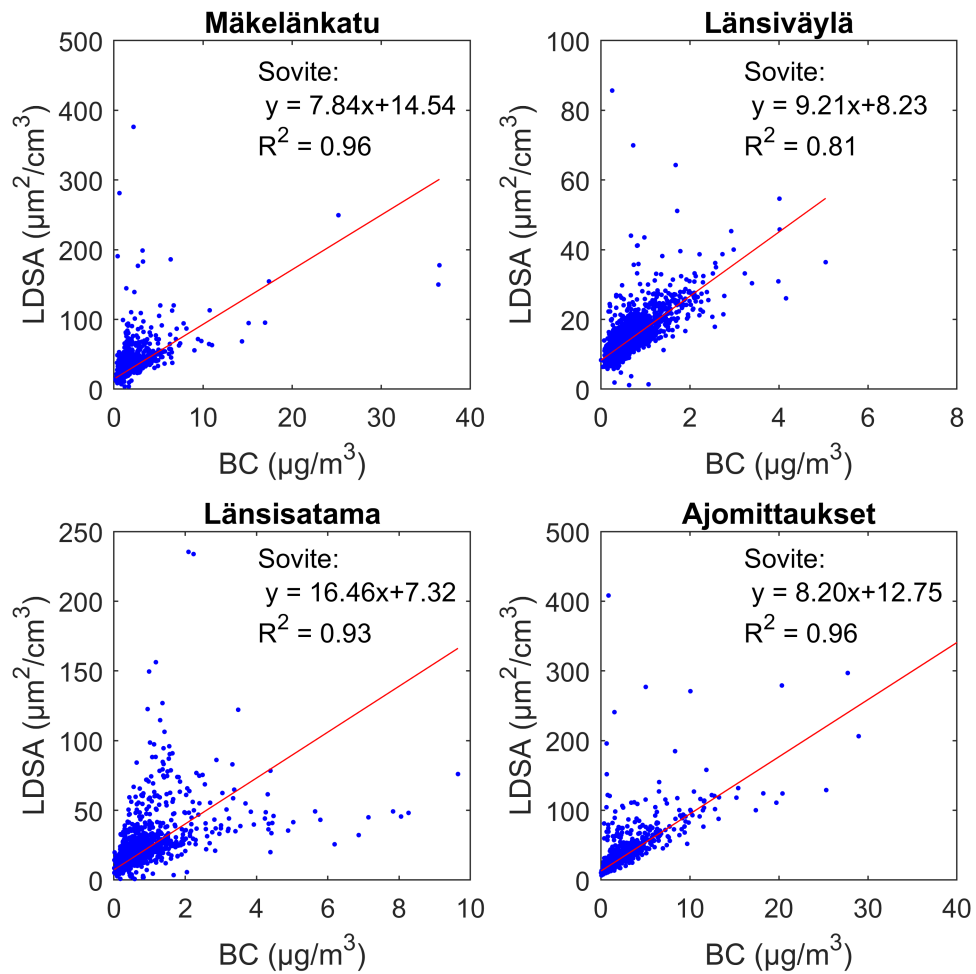 Mäkelänkatu
Sovite:
y = 7.84x+14.54
R² = 0.96
500
400
300
200
100
0
0 10 20 30 40
LDSA (μm²/cm³)
BC (μg/m³)
Länsiväylä
Sovite:
y = 9.21x+8.23
R² = 0.81
100
80
60
40
20
0
0 2 4 6 8
LDSA (μm²/cm³)
BC (μg/m³)
Länsisatama
Sovite:
y = 16.46x+7.32
R² = 0.93
250
200
150
100
50
0
0 2 4 6 8 10
LDSA (μm²/cm³)
BC (μg/m³)
Ajomittaukset
Sovite:
y = 8.20x+12.75
R² = 0.96
500
400
300
200
100
0
0 10 20 30 40
LDSA (μm²/cm³)
BC (μg/m³)